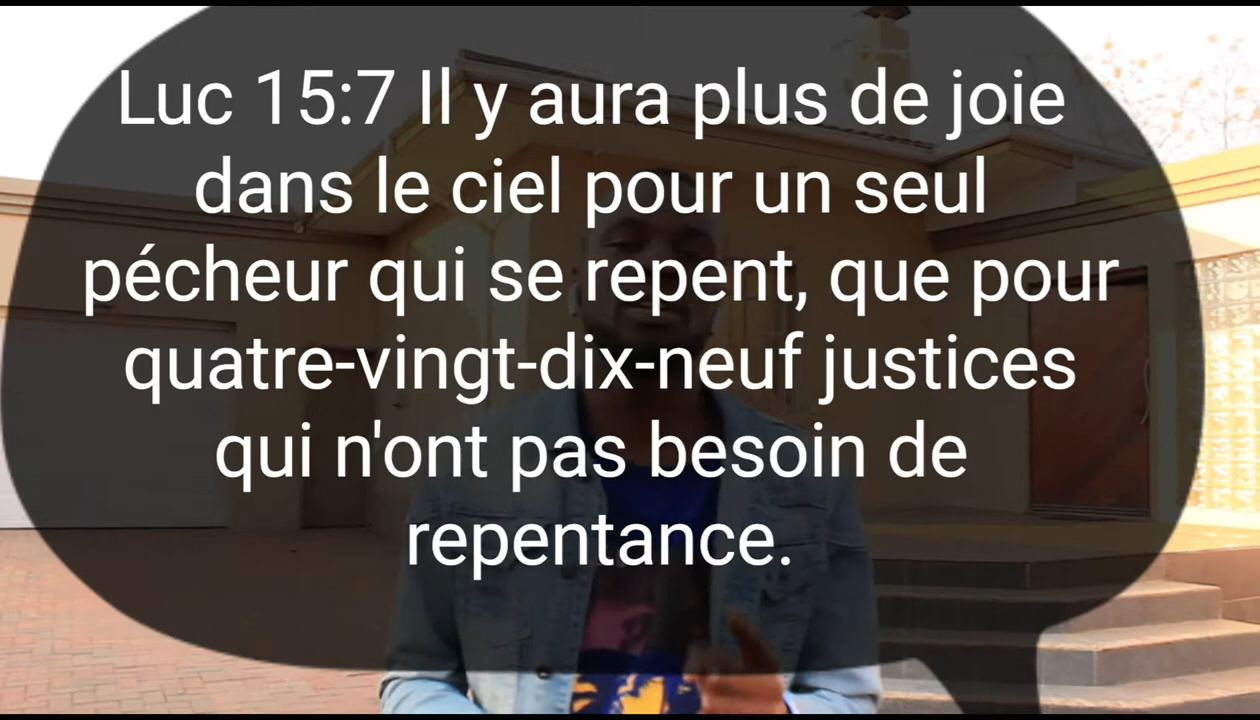 Luc 15:7 Il y aura plus de joie
dans le ciel pour un seul
pécheur qui se repent, que pour
quatre-vingt-dix-neuf justices
qui n'ont pas besoin de
repentance.